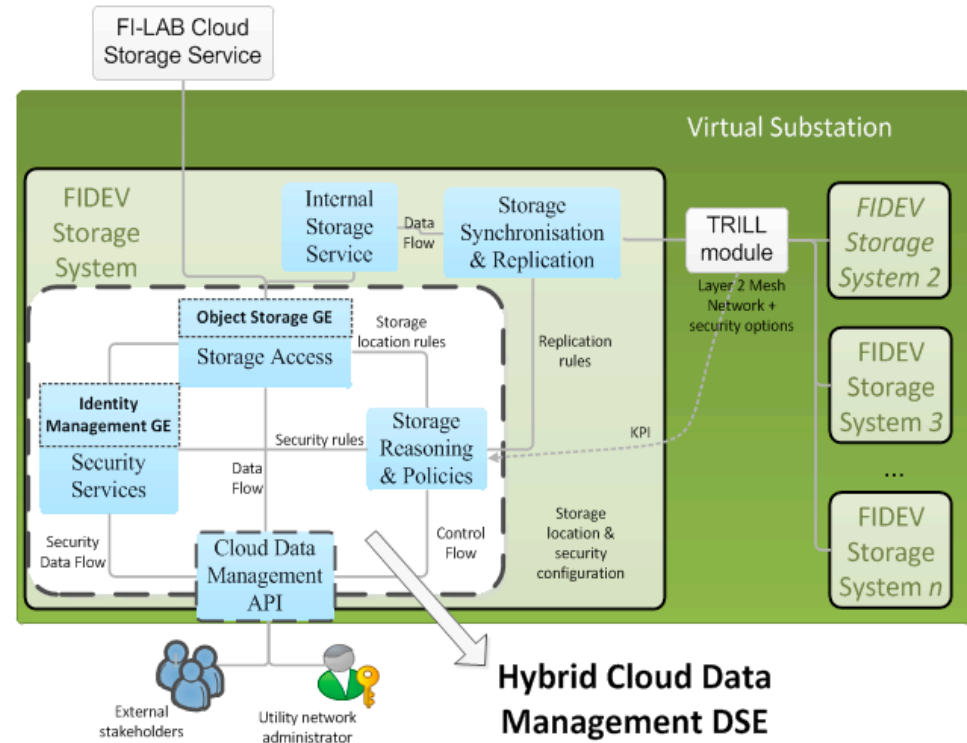 FI-LAB Cloud
Storage Service
Virtual Substation
FIDEV
Storage
System
Internal
Storage
Service
Data
Flow
Storage
Synchronisation
& Replication
TRILL
module
Layer 2 Mesh
Network +
security options
FIDEV
Storage
System 2
Object Storage GE
Storage Access
Storage
location rules
Replication
rules
FIDEV
Storage
System 3
Identity
Management GE
Security
Services
Security rules
Storage
Reasoning
& Policies
KPI
...
Data
Flow
FIDEV
Storage
System n
Security
Data Flow
Cloud Data
Management
API
Control
Flow
Storage
location &
security
configuration
External
stakeholders
Utility network
administrator
Hybrid Cloud Data
Management DSE